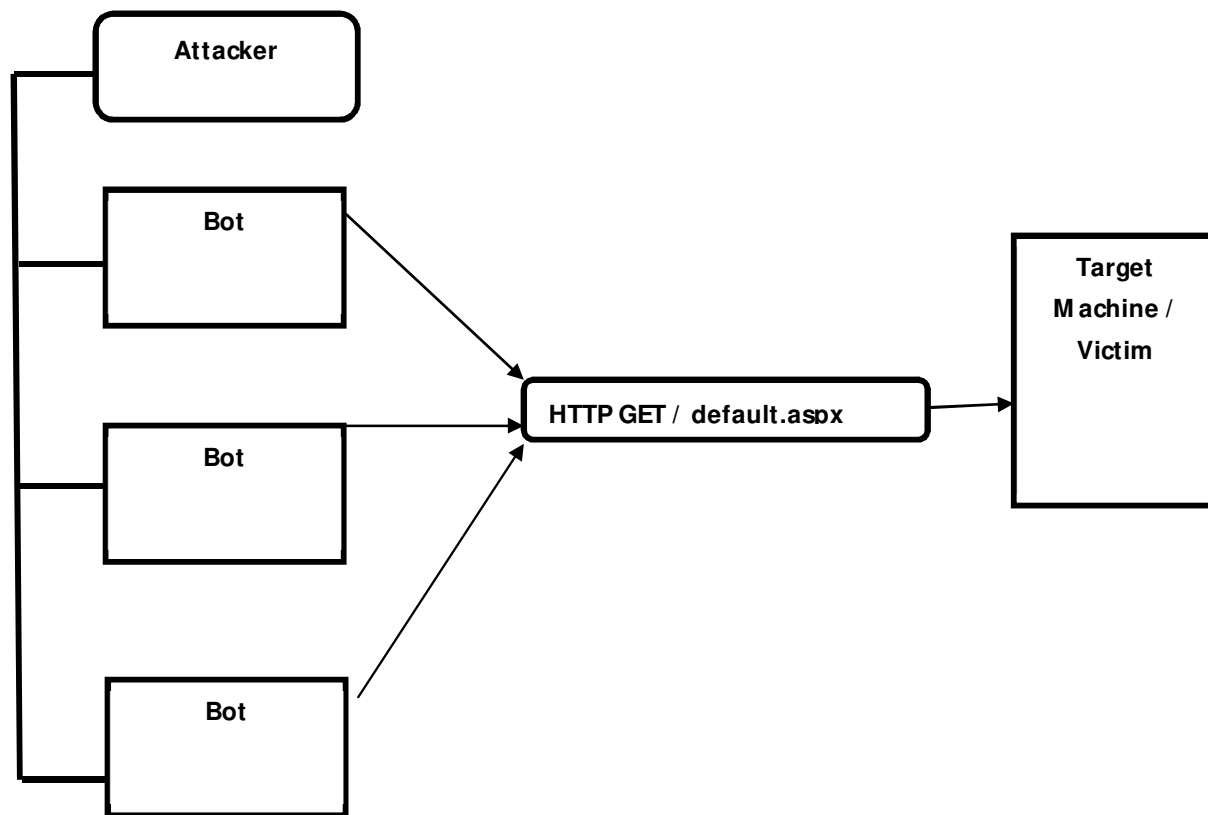 Attacker
Bot
Bot
HTTP GET / default.aspx
Bot
Target
Machine /
Victim